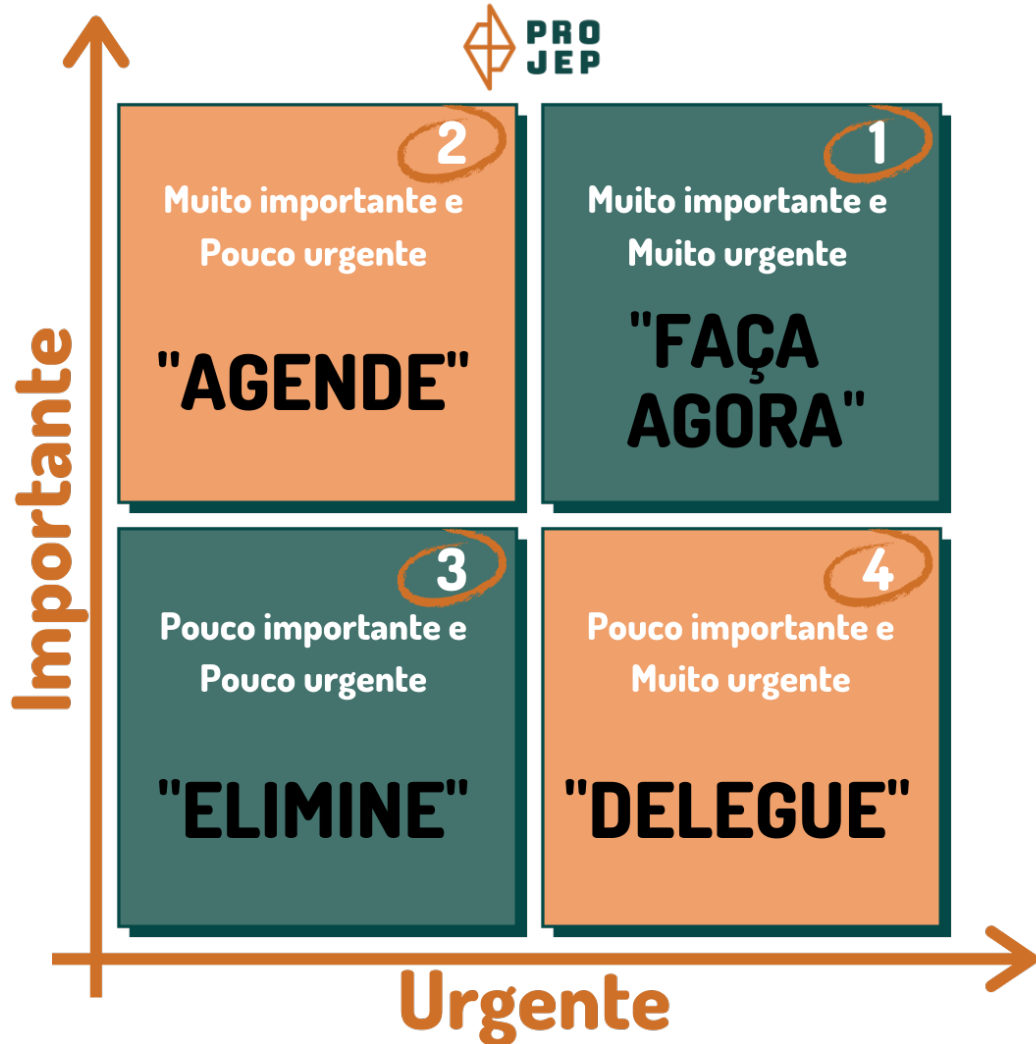 PRO
JEP
2
Muito importante e
Pouco urgente
"AGENDE"
1
Muito importante e
Muito urgente
"FAÇA
AGORA"
3
Pouco importante e
Pouco urgente
"ELIMINE"
4
Pouco importante e
Muito urgente
"DELEGUE"
Importante
Urgente